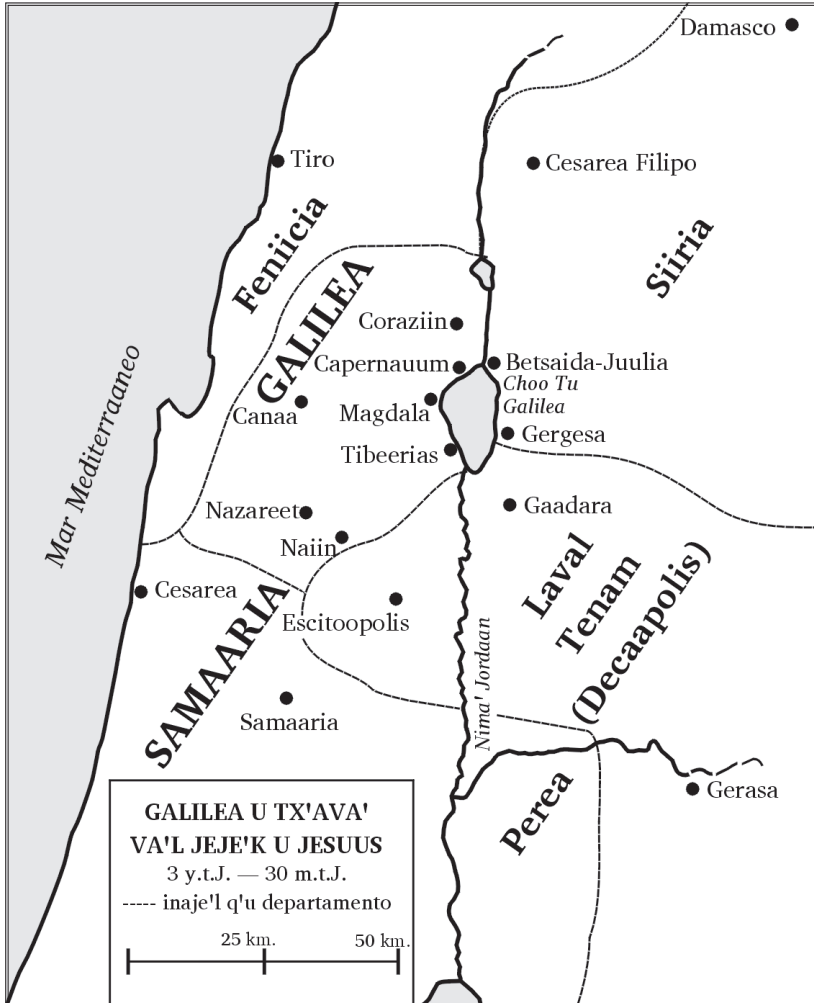 Damasco
Tiro
Cesarea Filipo
Feniicia
Siiria
GALILEA
Coraziin
Capernauum
Betsaida-Juulia
Choo Tu
Galilea
Canaa
Magdala
Gergesa
Tibeerias
Mar Mediterraaneo
Nazareet
Gaadara
Naiin
Laval
Tenam
(Decaapolis)
Cesarea
Escitoopolis
SAMAARIA
Nima' Jordaan
Samaaria
Perea
Gerasa
GALILEA U TX'AVA'
VA'L JEJE'K U JESUUS
3 y.t.J. — 30 m.t.J.
----- inaje'l q'u departamento
25 km. 50 km.